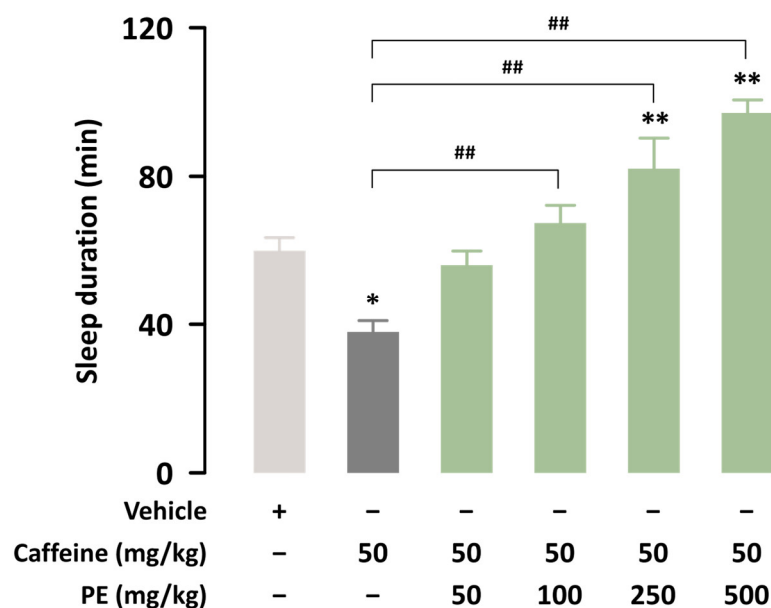 120
##
##
**
**
##
80
Sleep duration (min)
*
40
0
Vehicle + – – – – –
Caffeine (mg/kg) – 50 50 50 50 50
PE (mg/kg) – – 50 100 250 500